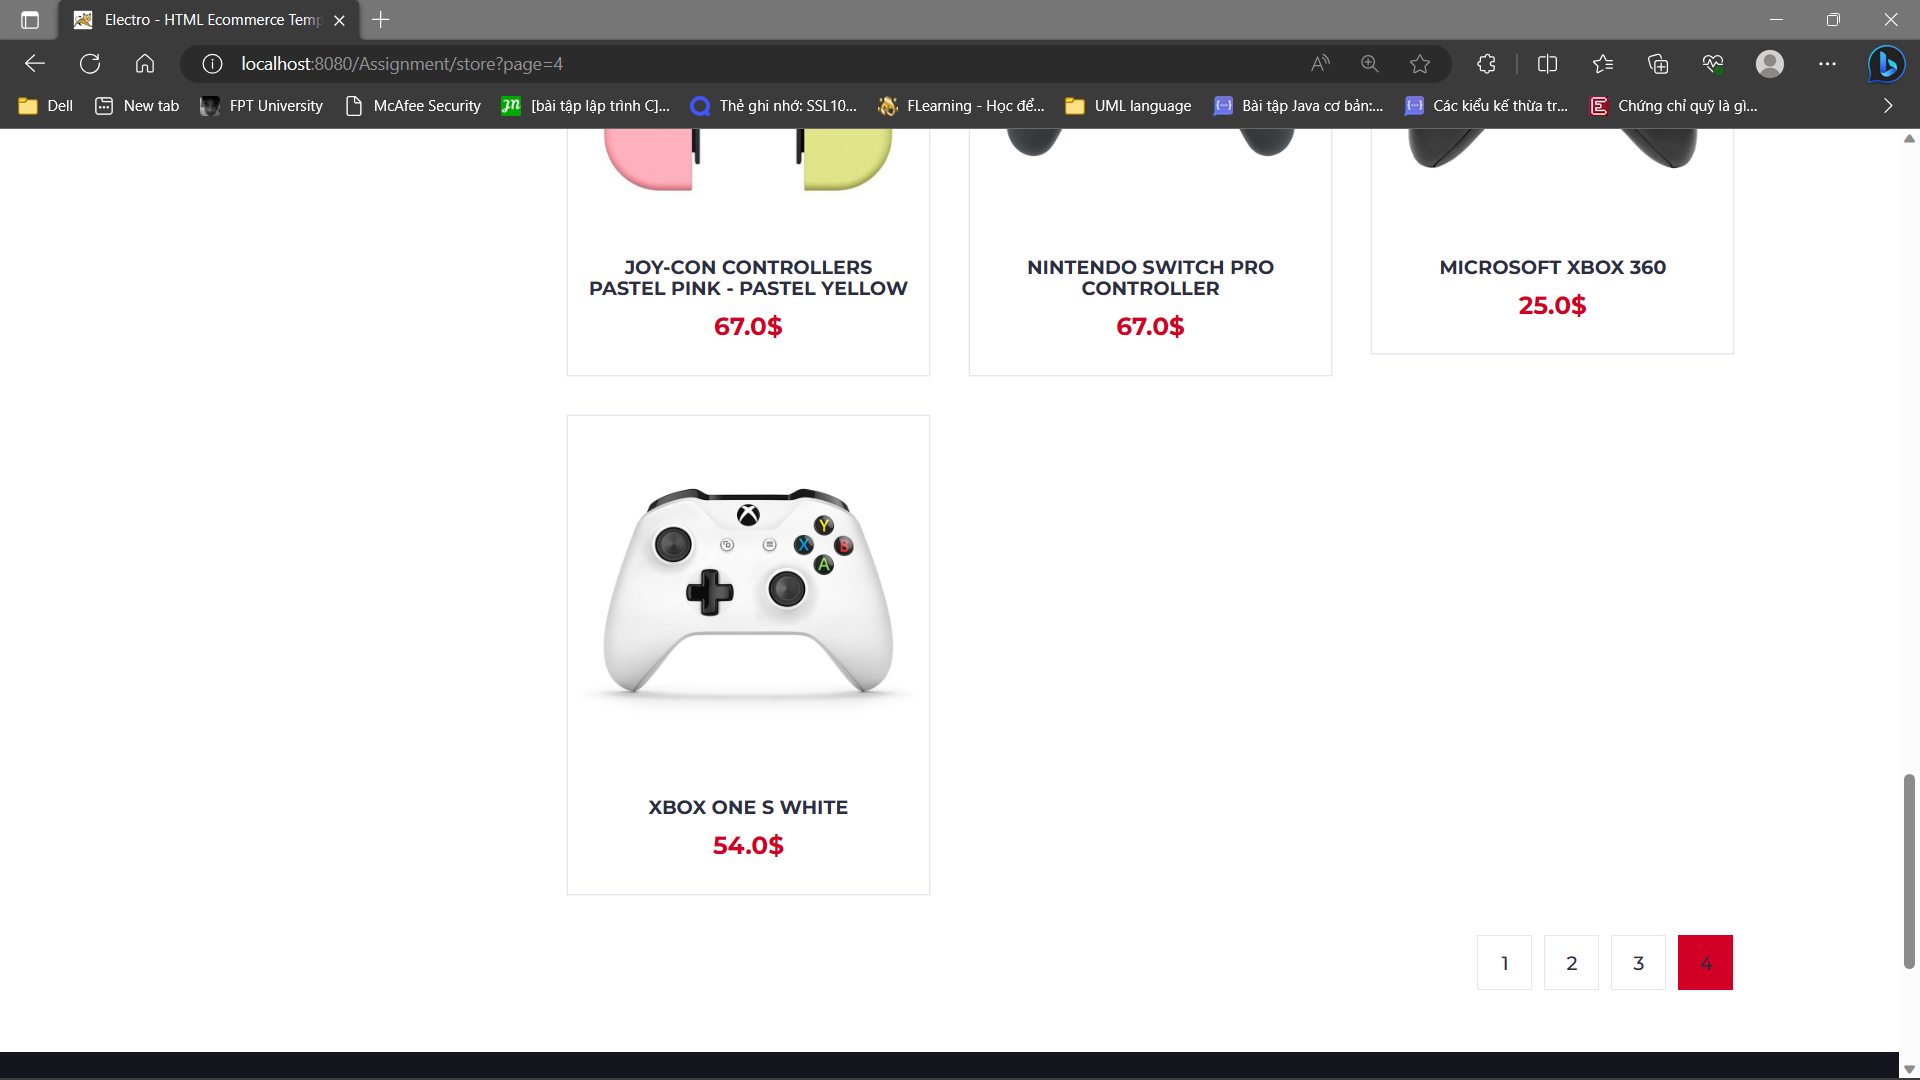 Electro - HTML Ecommerce Temp
localhost:8080/Assignment/store?page=4
Dell
New tab
FPT University
McAfee Security
[bài tập lập trình C]...
Thẻ ghi nhớ: SSL10...
FLearning - Học để...
UML language
Bài tập Java cơ bản:...
Các kiểu kế thừa tr...
Chứng chỉ quỹ là gì...
JOY-CON CONTROLLERS
PASTEL PINK - PASTEL YELLOW
67.0$
NINTENDO SWITCH PRO
CONTROLLER
67.0$
MICROSOFT XBOX 360
25.0$
Y
X
B
A
XBOX ONE S WHITE
54.0$
1
2
3
4